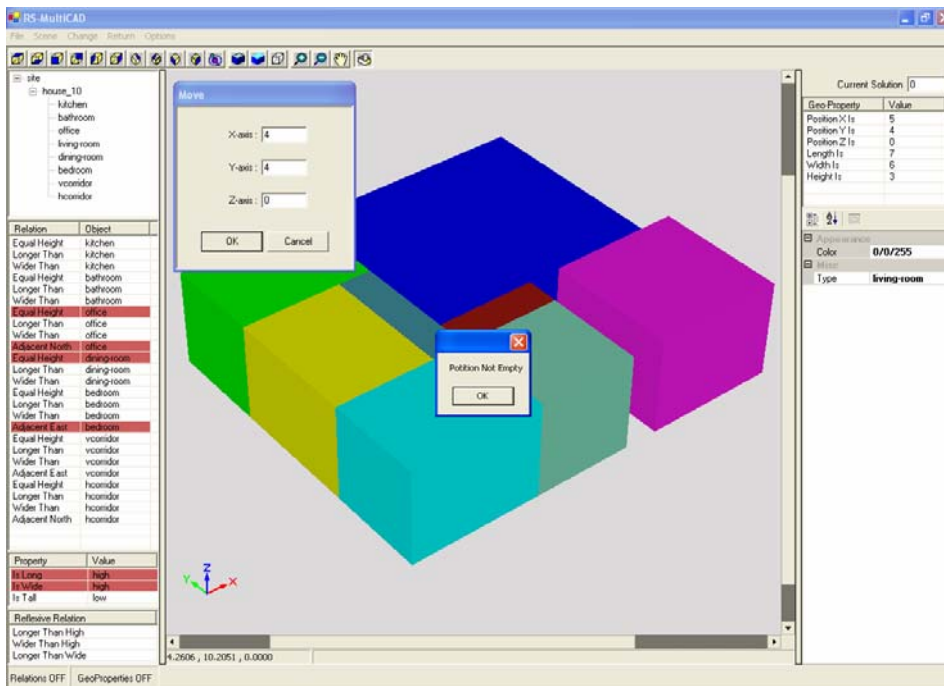 RS-MultiCAD
File Scene Change Return Options
site
house_10
kitchen
bathroom
office
living-room
dining-room
bedroom
vcorridor
hcorridor
Relation Object
Equal Height kitchen
Longer Than kitchen
Wider Than kitchen
Equal Height bathroom
Longer Than bathroom
Wider Than bathroom
Equal Height office
Longer Than office
Wider Than office
Adjacent North office
Equal Height dining-room
Longer Than dining-room
Wider Than dining-room
Equal Height bedroom
Longer Than bedroom
Wider Than bedroom
Adjacent East bedroom
Equal Height vcorridor
Longer Than vcorridor
Wider Than vcorridor
Adjacent East vcorridor
Equal Height hcorridor
Longer Than hcorridor
Wider Than hcorridor
Adjacent North hcorridor
Property Value
Is Long high
Is Wide high
Is Tall low
Reflexive Relation
Longer Than High
Wider Than High
Longer Than Wide
Relations OFF GeoProperties OFF
Move
X-axis : 4
Y-axis : 4
Z-axis : 0
OK Cancel
Potition Not Empty
OK
Z
Y X
4.2606 , 10.2051 , 0.0000
Current Solution 0
Geo-Property Value
Position X Is 5
Position Y Is 4
Position Z Is 0
Length Is 7
Width Is 6
Height Is 3
Appearance
Color 0/0/255
Misc
Type living-room